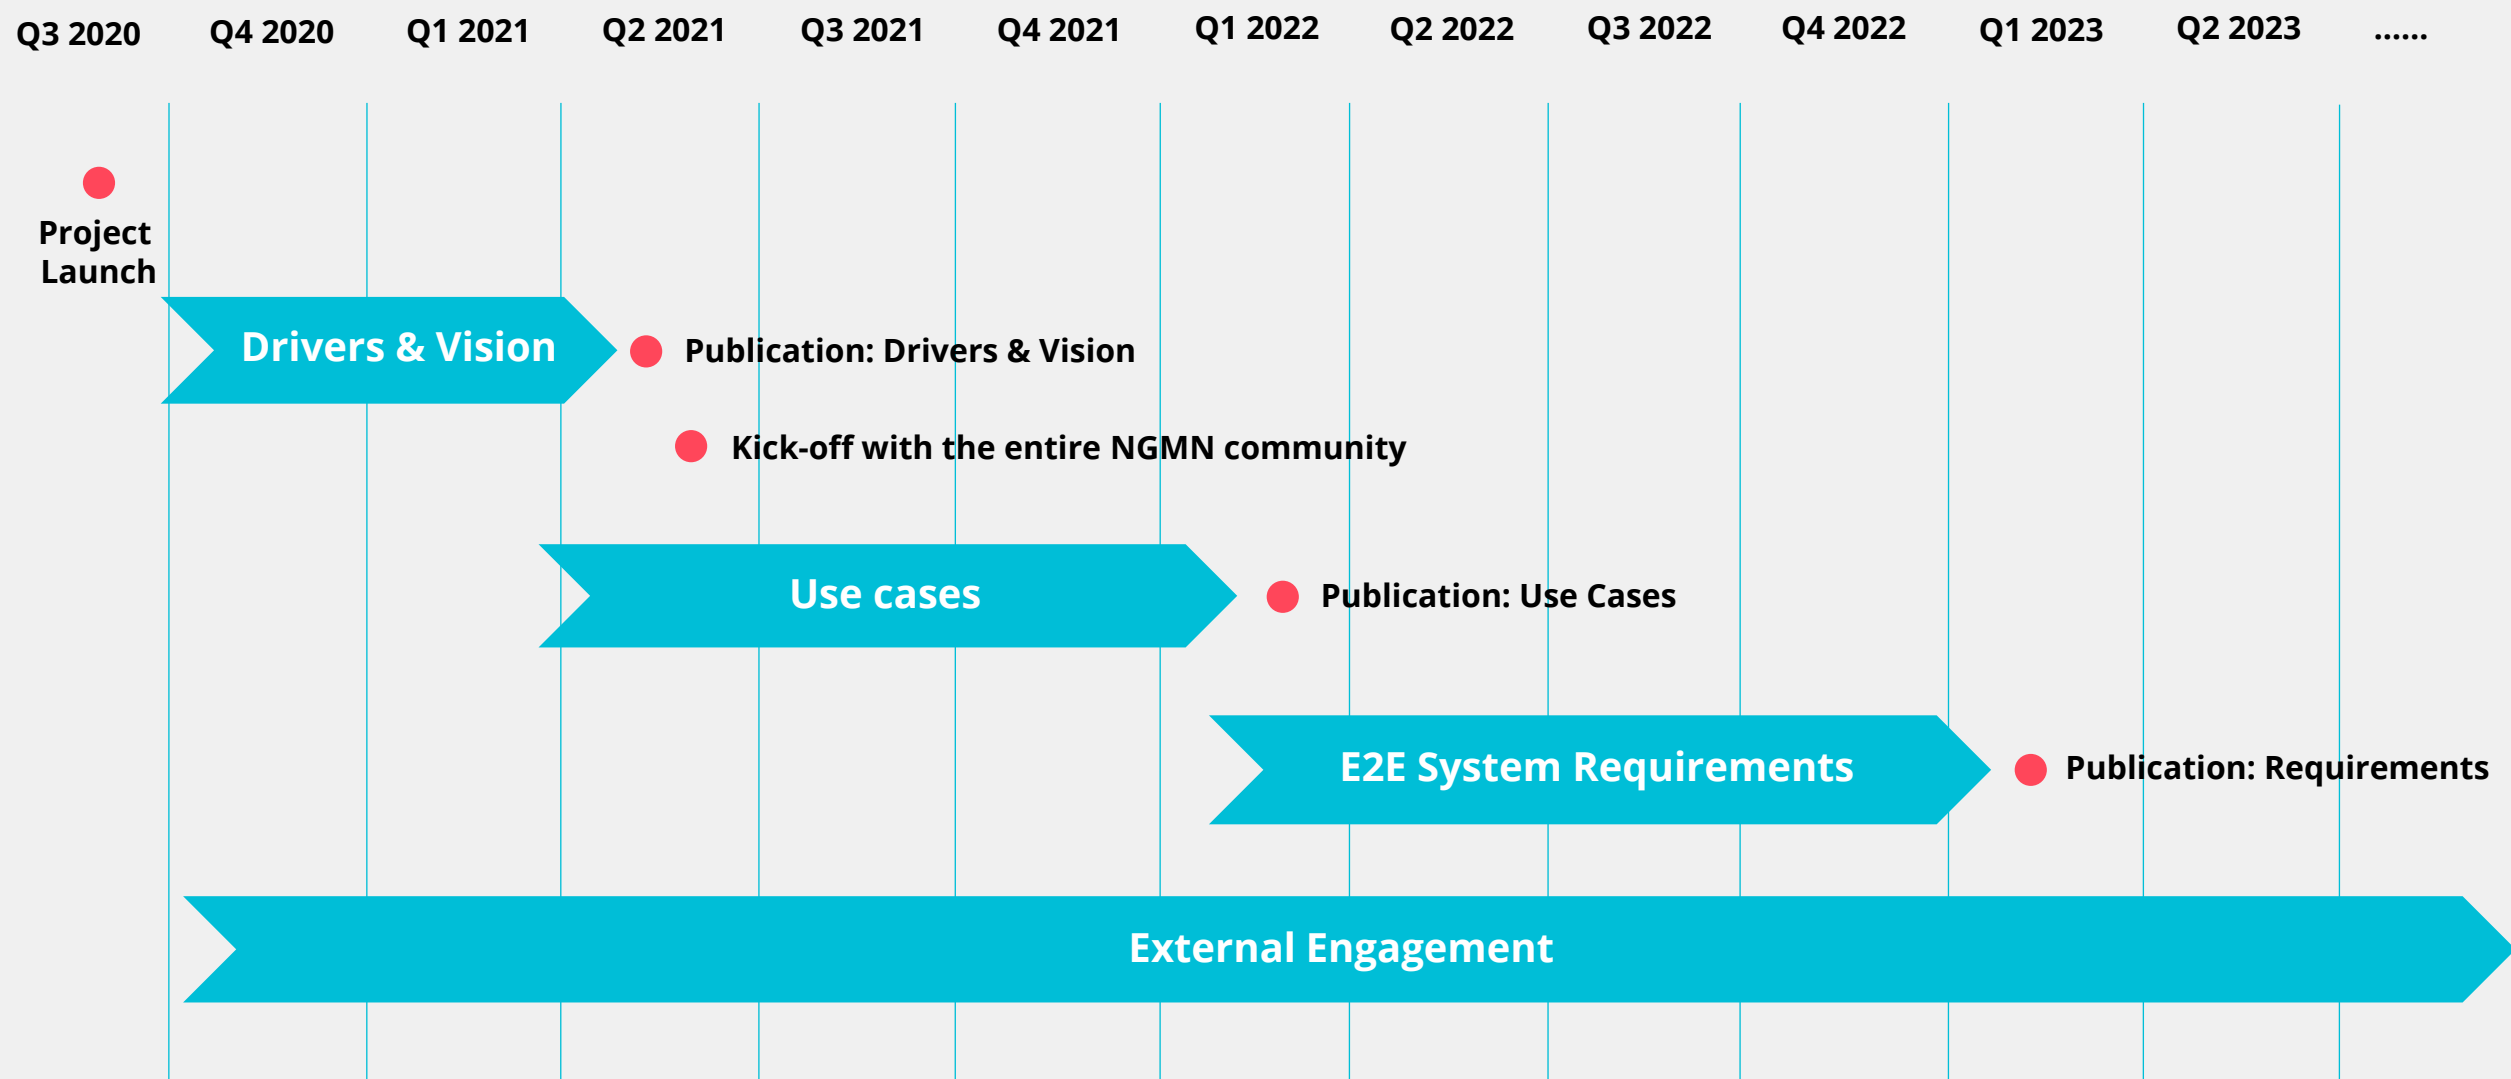 Q3 2020
Q4 2020
Q1 2021
Q2 2021
Q3 2021
Q4 2021
Q1 2022
Q2 2022
Q3 2022
Q4 2022
Q1 2023
Q2 2023
......
Project
Launch
Drivers & Vision
Publication: Drivers & Vision
Kick-off with the entire NGMN community
Use cases
Publication: Use Cases
E2E System Requirements
Publication: Requirements
External Engagement